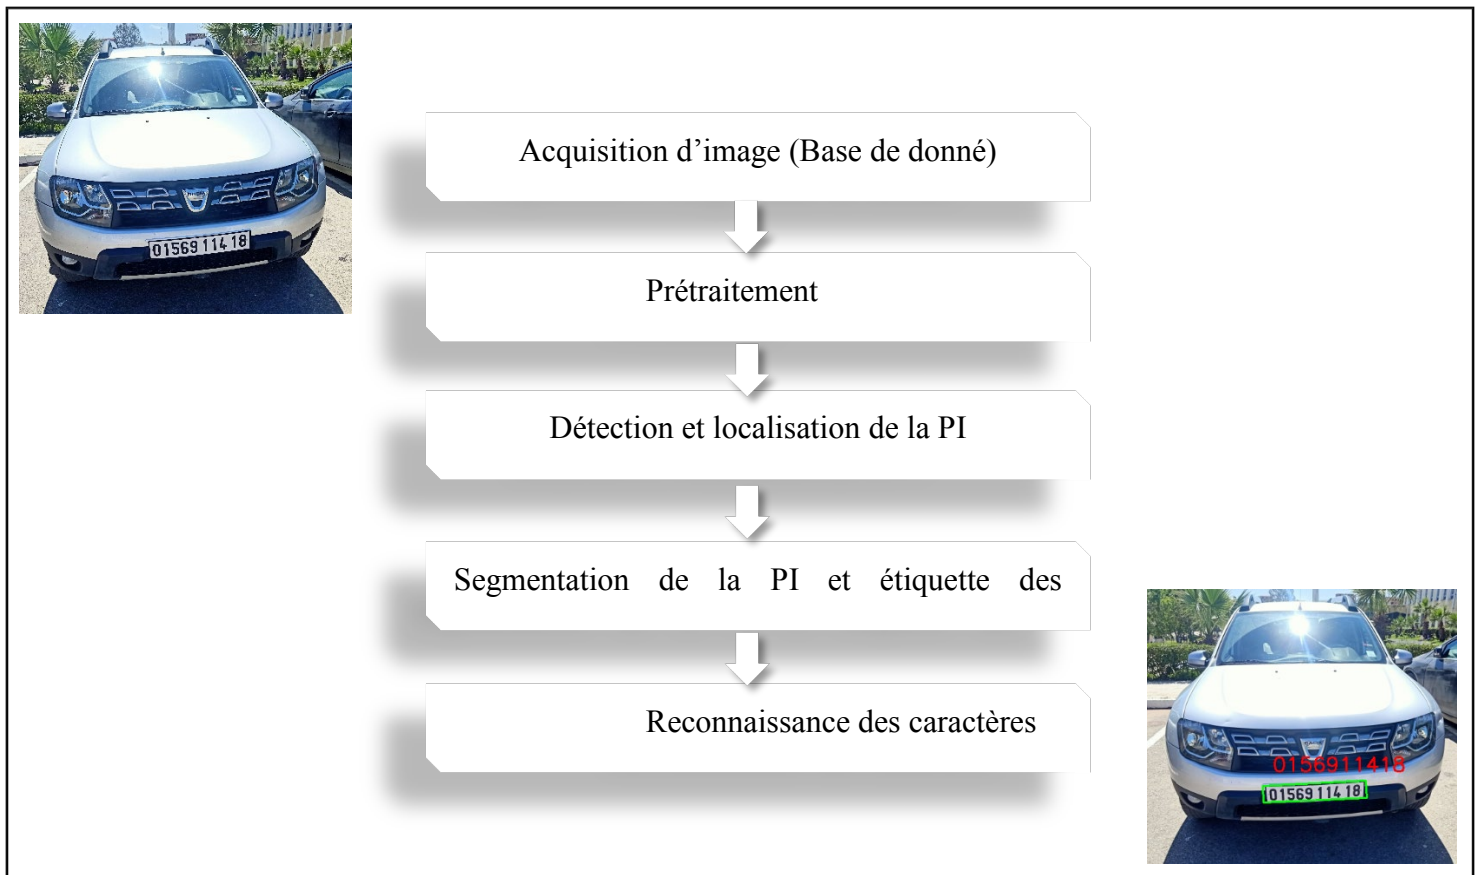 01569 114 18
Acquisition d’image (Base de donné)
Prétraitement
Détection et localisation de la PI
Segmentation de la PI et étiquette des
Reconnaissance des caractères
0156911418
01569 114 18